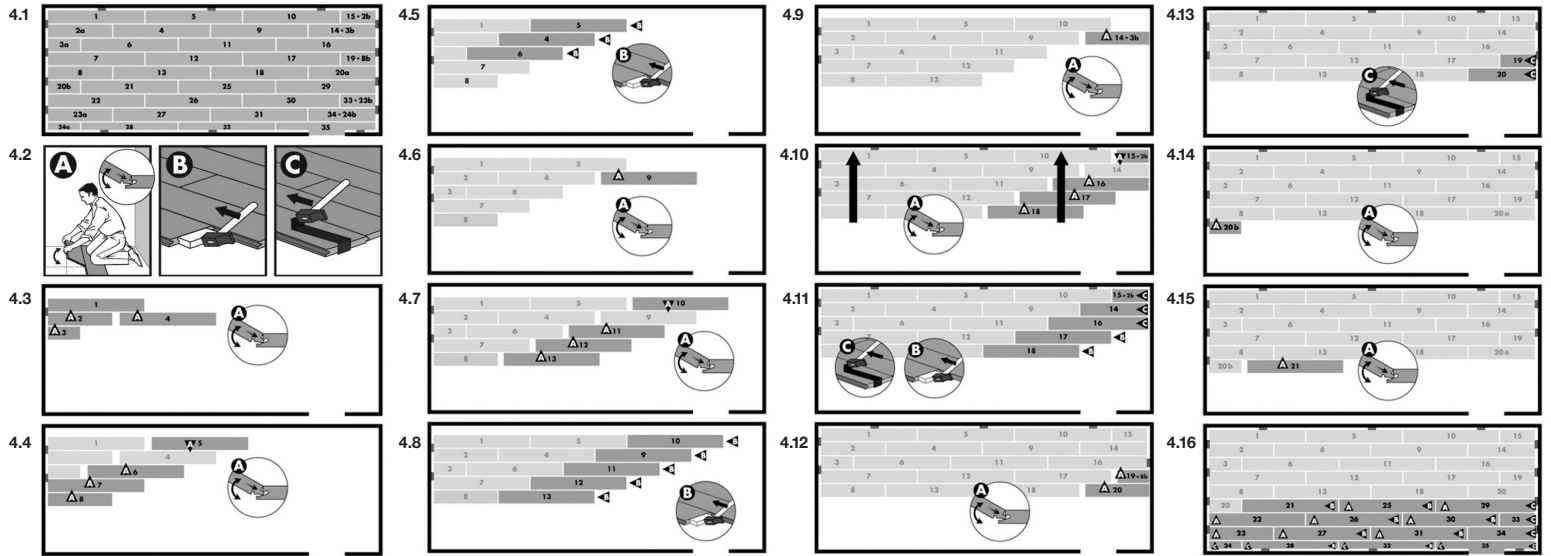 4.1
1 5 10 15 • 2b
2a 4 9 14 • 3b
3a 6 11 16
7 12 17 19 • 8b
8 13 18 20a
20b 21 25 29
22 26 30 33 • 23b
23a 27 31 34 • 24b
24a 28 32 35
4.2
A B C
4.3
1
A 2 A 4 A
A 3
4.4
1 A 5
4 A
A 6
A 7
A 8
4.5
1 5 B
4 B
6 B B
7
8
4.6
1 5
2 4 A 9
3 6
7 A
8
4.7
1 5 A 10
2 4 9
3 6 A 11
7 A 12 A
8 A 13
4.8
1 5 10 B
2 4 9 B
3 6 11 B
7 12 B B
8 13 B
4.9
1 5 10
2 4 9 A 14 • 3b
3 6 11
7 12 A
8 13
4.10
1 5 10 A 15 • 2b
2 4 9 14
3 6 11 A 16
7 12 A 17 A
8 13 A 18
4.11
1 5 10 15 • 2b C
2 4 9 14 C
3 6 11 16 C
7 12 17 B
C B 18 B
4.12
1 5 10 15
2 4 9 14
3 6 11 16
7 12 17 A 19 • 8b
8 13 18 A 20
A
4.13
1 5 10 15
2 4 9 14
3 6 11 16
7 12 17 19 C
8 13 C 18 20 C
4.14
1 5 10 15
2 4 9 14
3 6 11 16
7 12 17 19
8 13 A 18 20 a
A 20 b
4.15
1 5 10 15
2 4 9 14
3 6 11 16
7 12 17 19
8 13 A 18 20 a
20 b A 21
4.16
1 5 10 15
2 4 9 14
3 6 11 16
7 12 17 19
8 13 18 20
20 21 A 25 A 29 C
A 22 A 26 A 30 33 C
A 23 A 27 A 31 34 C
24 28 32 35 C